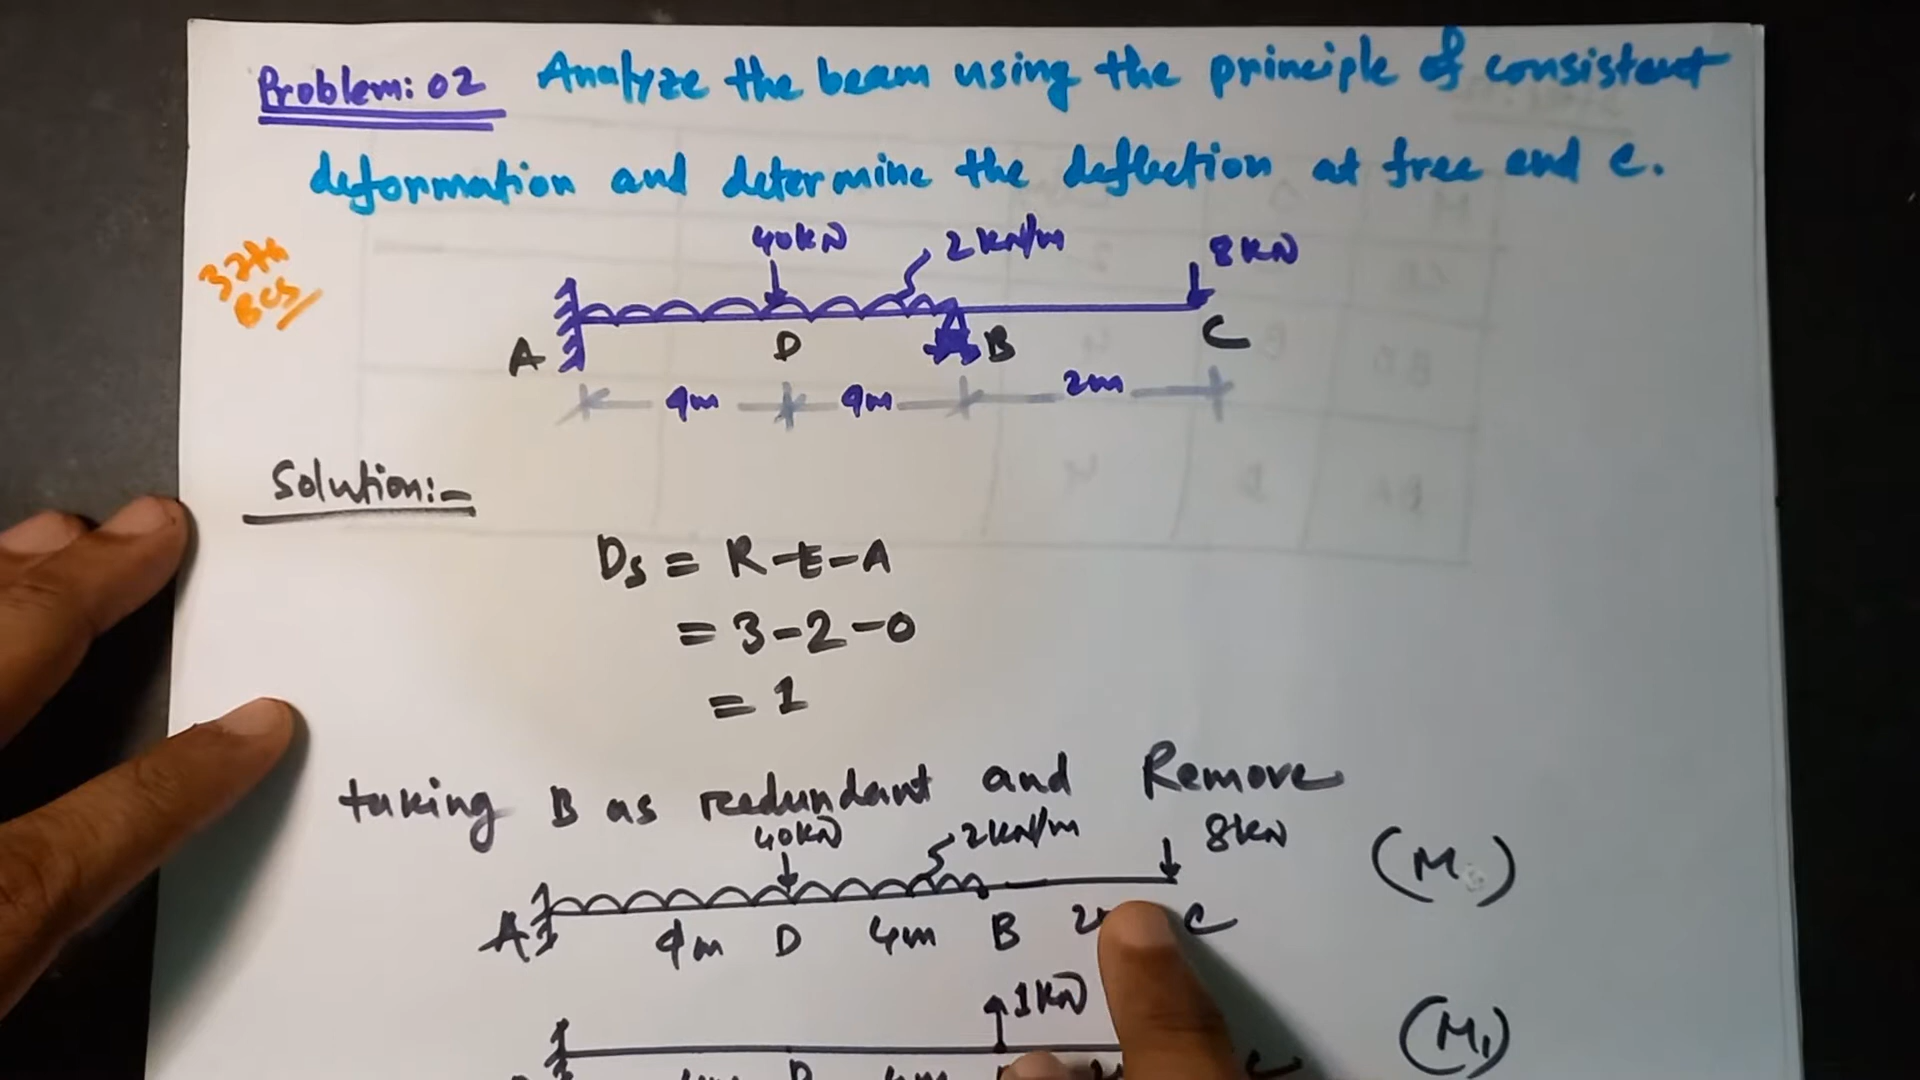 Problem: 02 Analyze the beam using the principle of consistent
deformation and determine the deflection at free end C.
37th
BCS
40kN 2kN/m 8kN
A D B C
4m 4m 2m
Solution:-
Ds = R-E-A
= 3-2-0
= 1
taking B as redundant and Remove
40kN 2kN/m 8kN
A 4m D 4m B C
1kN (M1)